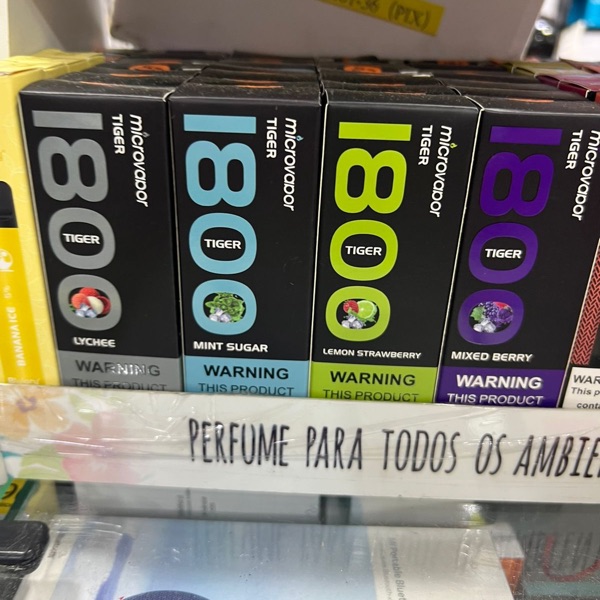 (PIX)
microvapor
TIGER
1800
TIGER
LYCHEE
WARNING
THIS PRODUCT
microvapor
TIGER
1800
TIGER
MINT SUGAR
WARNING
THIS PRODUCT
microvapor
TIGER
1800
TIGER
LEMON STRAWBERRY
WARNING
THIS PRODUCT
microvapor
TIGER
1800
TIGER
MIXED BERRY
WARNING
THIS PRODUCT
BANANA ICE
PERFUME PARA TODOS OS AMBIE